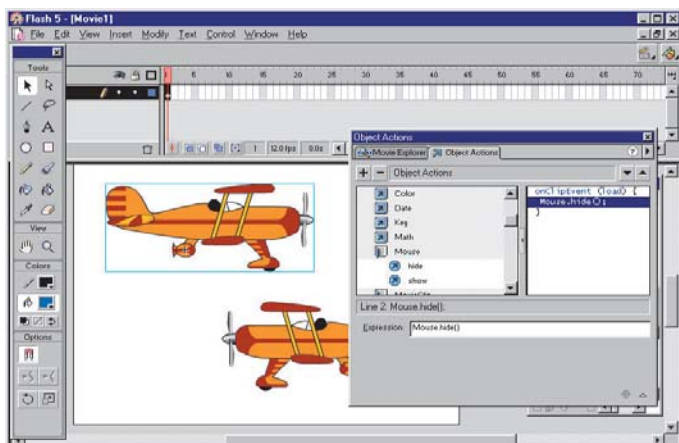 Flash 5 - [Movie1]
File Edit View Insert Modify Text Control Window Help
Tools
View
Colors
Options
1 5 10 15 20 25 30 35 40 45 50 55 60 65 70
1 12.0 fps 0.0s
Object Actions
Movie Explorer Object Actions
+ - Object Actions
Color
Date
Key
Math
Mouse
hide
show
MovieClip
onClipEvent (load) {
Mouse.hide();
}
Line 2: Mouse.hide();
Expression: Mouse.hide()